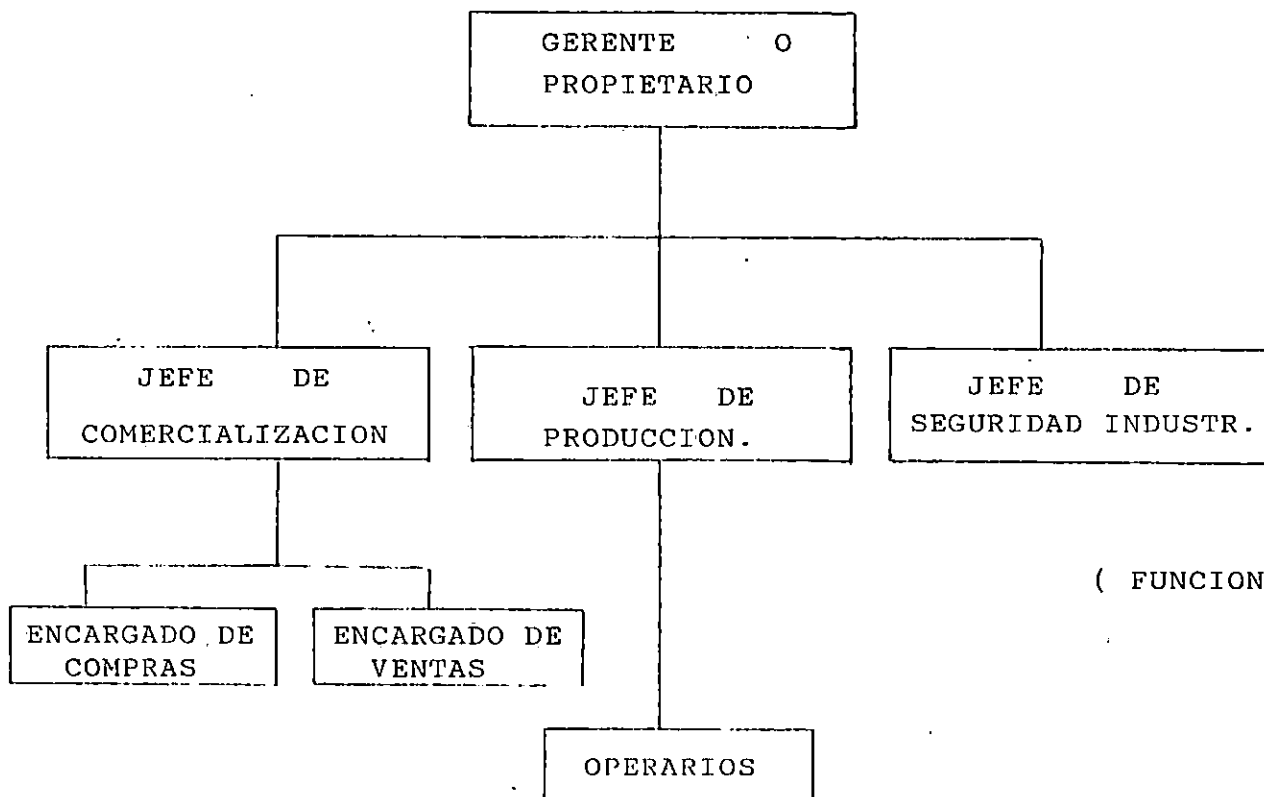 GERENTE O
PROPIETARIO
JEFE DE
COMERCIALIZACION
JEFE DE
PRODUCCION.
JEFE DE
SEGURIDAD INDUSTR.
( FUNCION
ENCARGADO DE
COMPRAS
ENCARGADO DE
VENTAS
OPERARIOS